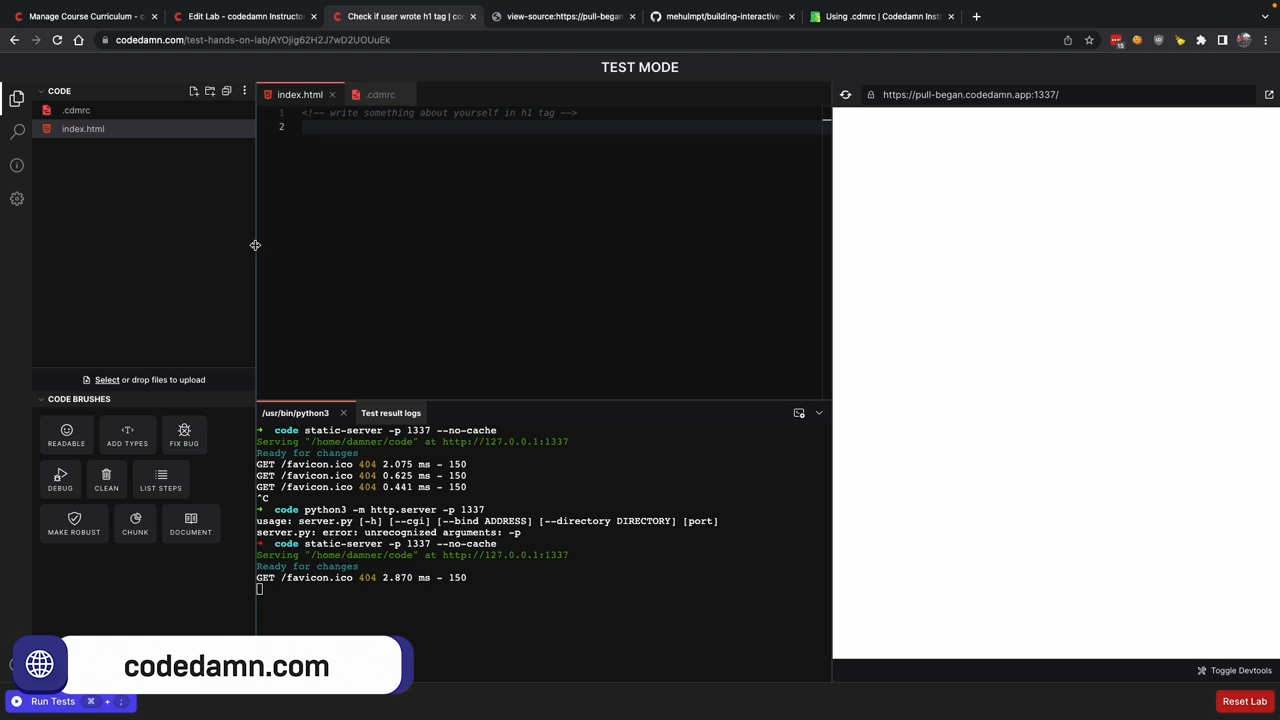 Manage Course Curriculum - c
Edit Lab - codedamn Instructo
Check if user wrote h1 tag | co
view-source:https://pull-began
mehulmpt/building-interactive-
Using .cdmrc | Codedamn Inst
codedamn.com/test-hands-on-lab/AYOjig62H2J7wD2UOUuEk
15
TEST MODE
CODE
.cdmrc
index.html
Select or drop files to upload
CODE BRUSHES
READABLE
ADD TYPES
FIX BUG
DEBUG
CLEAN
LIST STEPS
MAKE ROBUST
CHUNK
DOCUMENT
index.html
.cdmrc
1 <!-- write something about yourself in h1 tag -->
2
/usr/bin/python3
Test result logs
➜ code static-server -p 1337 --no-cache
Serving "/home/damner/code" at http://127.0.0.1:1337
Ready for changes
GET /favicon.ico 404 2.075 ms - 150
GET /favicon.ico 404 0.625 ms - 150
GET /favicon.ico 404 0.441 ms - 150
^C
➜ code python3 -m http.server -p 1337
usage: server.py [-h] [--cgi] [--bind ADDRESS] [--directory DIRECTORY] [port]
server.py: error: unrecognized arguments: -p
➜ code static-server -p 1337 --no-cache
Serving "/home/damner/code" at http://127.0.0.1:1337
Ready for changes
GET /favicon.ico 404 2.870 ms - 150
https://pull-began.codedamn.app:1337/
Toggle Devtools
codedamn.com
Run Tests ⌘ + ;
Reset Lab